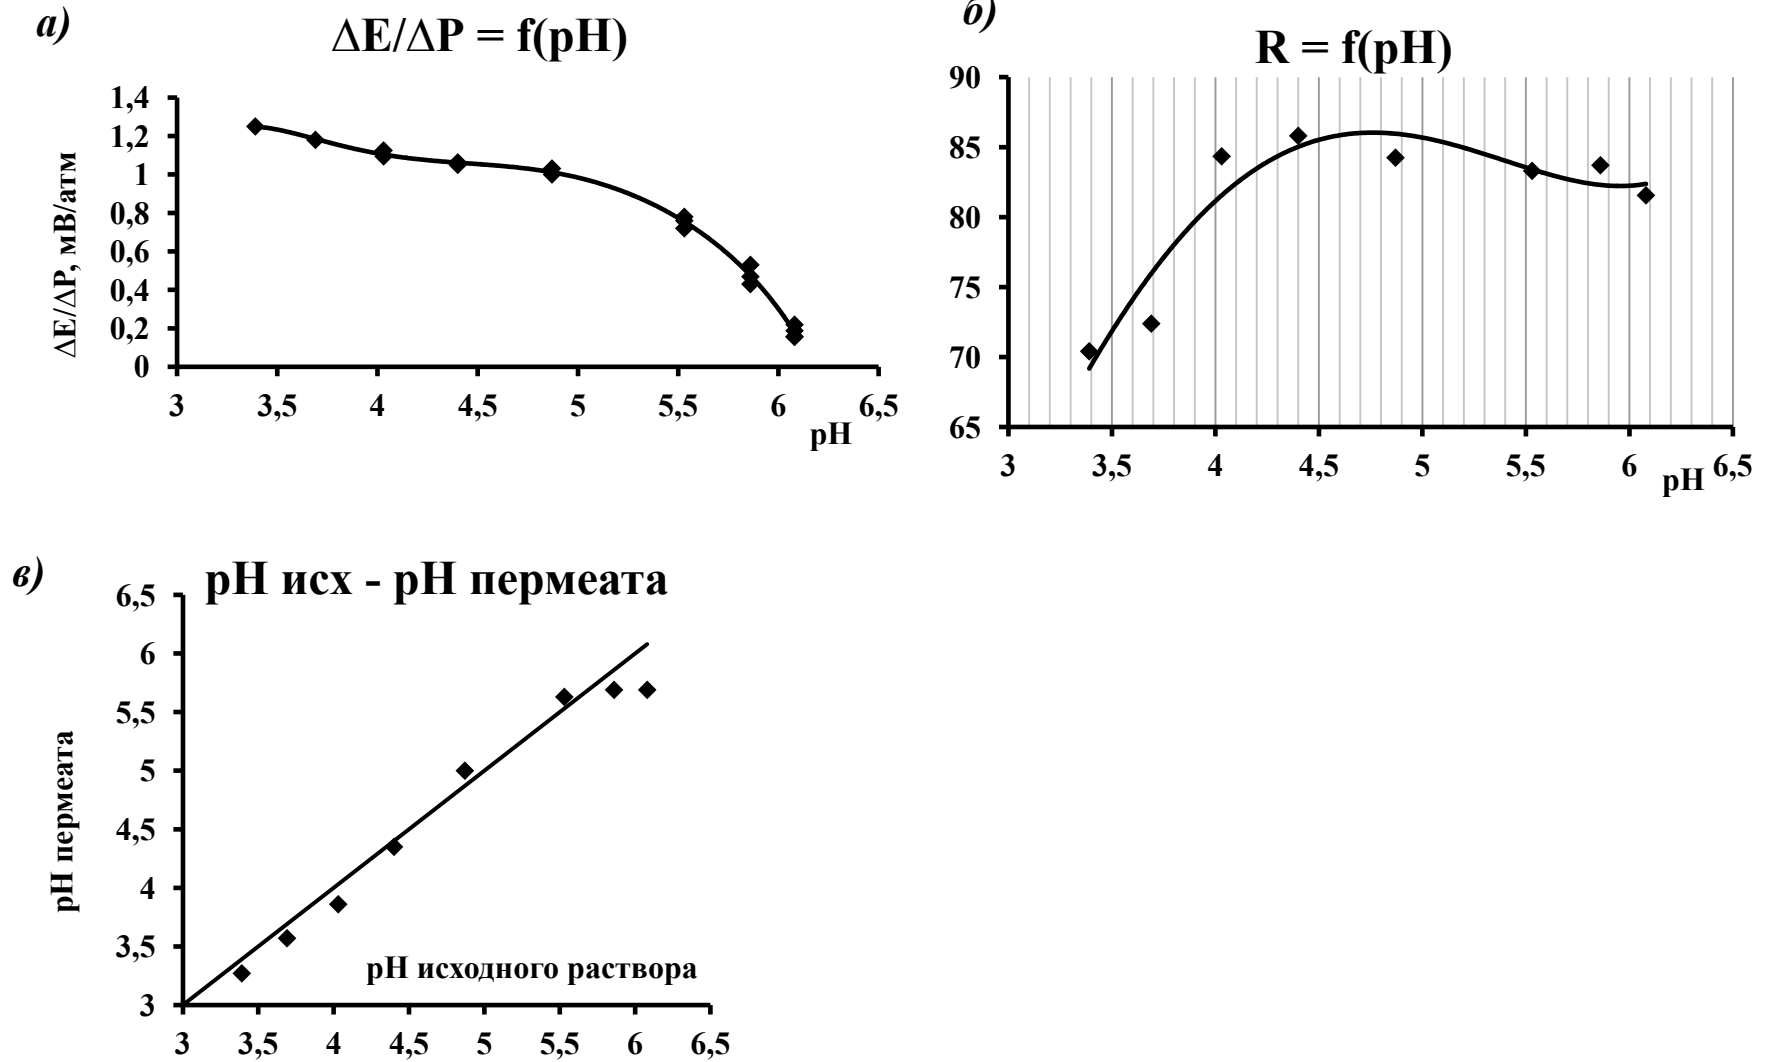 а)
ΔE/ΔP = f(pH)
ΔE/ΔP, мВ/атм
1,4
1,2
1
0,8
0,6
0,4
0,2
0
3 3,5 4 4,5 5 5,5 6 6,5
pH
б)
R = f(pH)
90
85
80
75
70
65
3 3,5 4 4,5 5 5,5 6 6,5
pH
в)
pH исх - pH пермеата
pH пермеата
6,5
6
5,5
5
4,5
4
3,5
3
pH исходного раствора
3 3,5 4 4,5 5 5,5 6 6,5